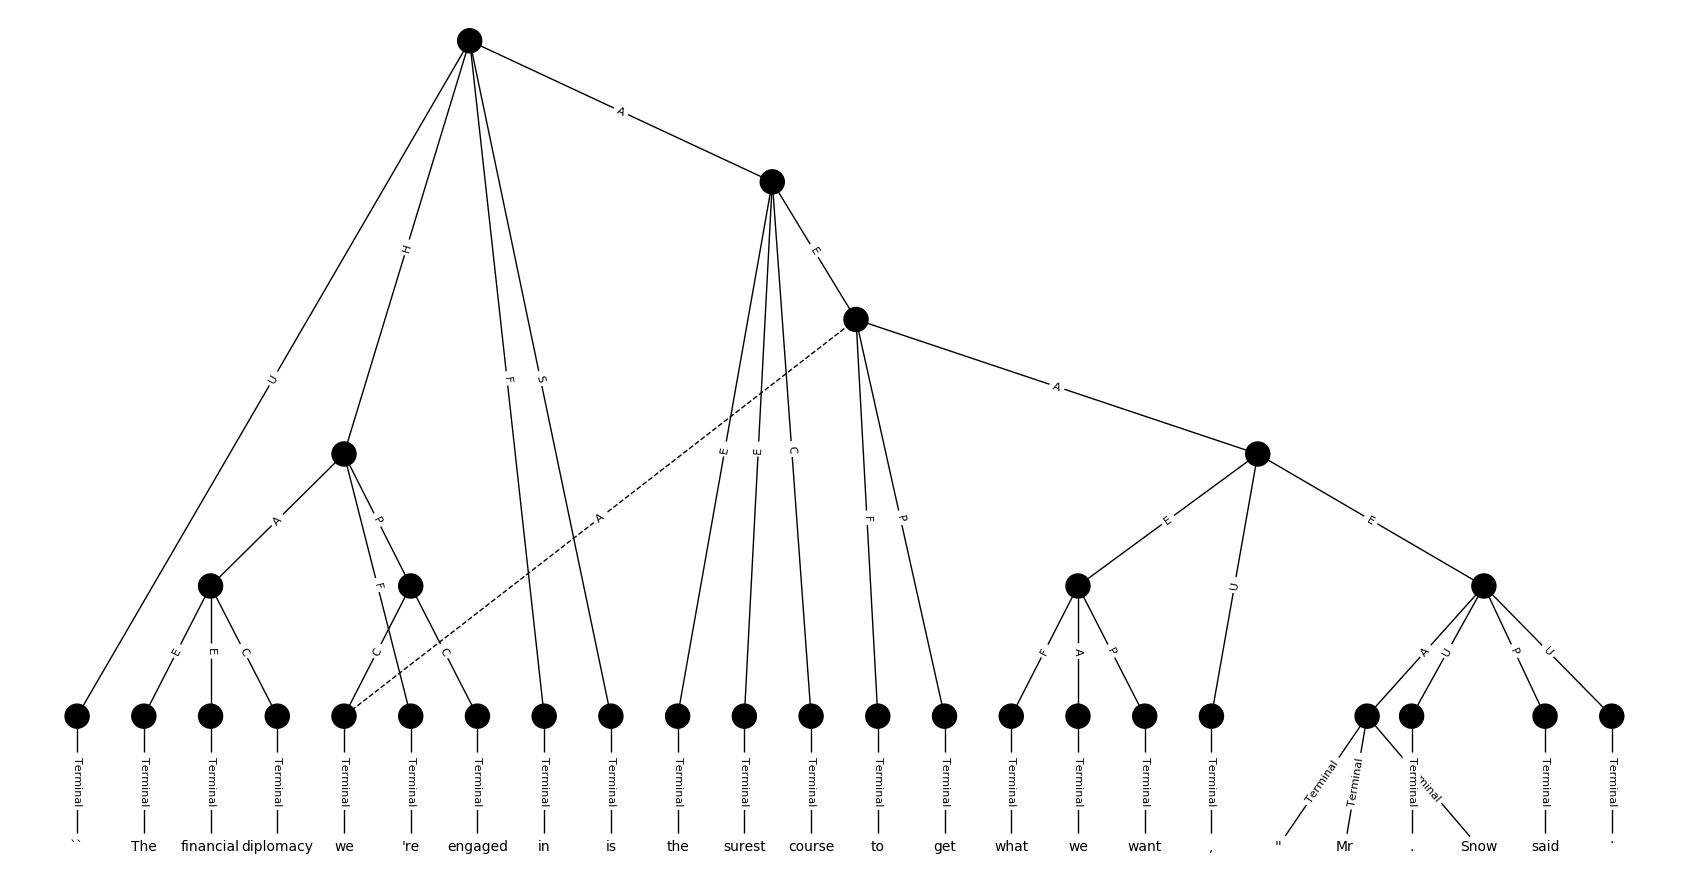 A
H
E
U
F
S
A
E
E
C
A
F
P
A
P
F
E
U
E
E
E
C
C
C
F
A
P
A
U
P
U
Terminal Terminal Terminal Terminal Terminal Terminal Terminal Terminal Terminal Terminal Terminal Terminal Terminal Terminal Terminal Terminal Terminal Terminal Terminal Terminal Terminal minal Terminal Terminal
`` The financial diplomacy we 're engaged in is the surest course to get what we want , " Mr . Snow said .